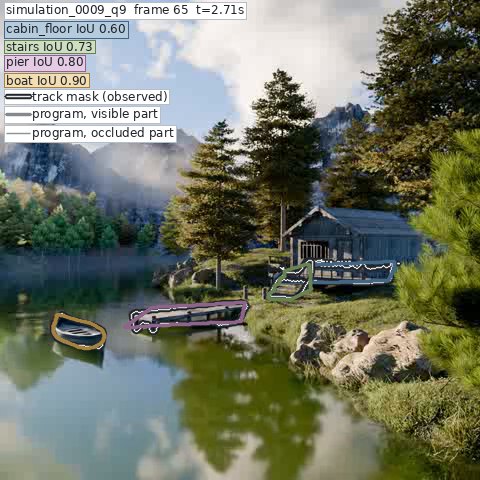 simulation_0009_q9  frame 65  t=2.71s
cabin_floor IoU 0.60
stairs IoU 0.73
pier IoU 0.80
boat IoU 0.90
track mask (observed)
program, visible part
program, occluded part